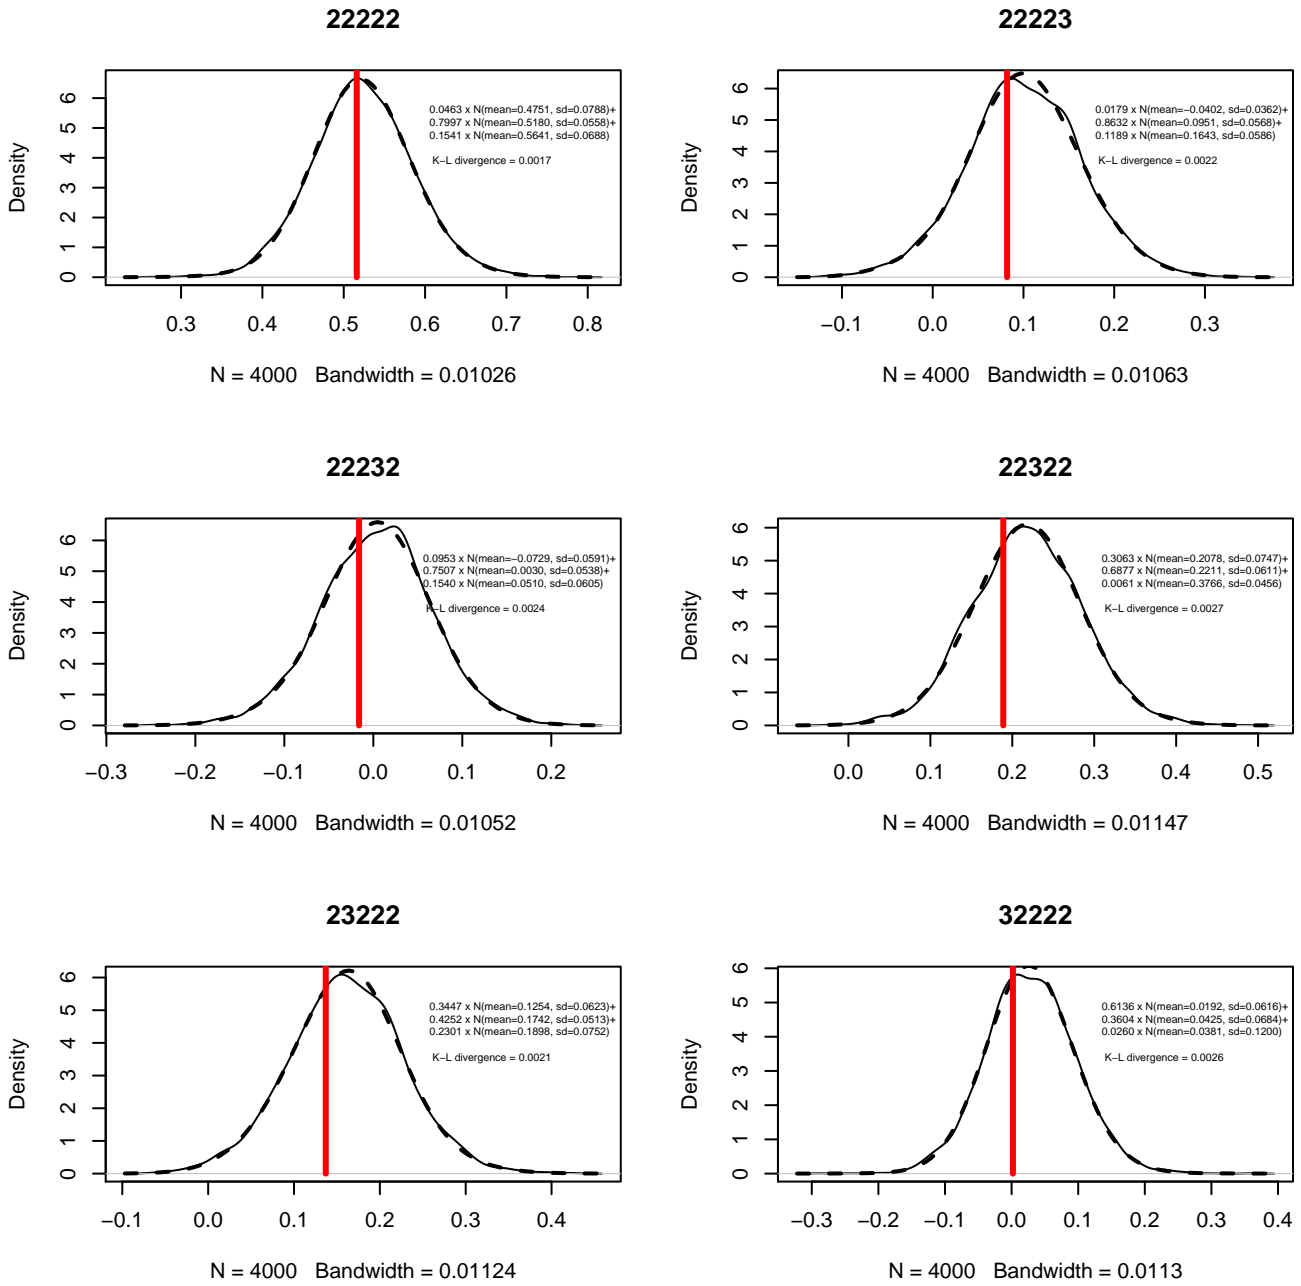 22222
Density
0 1 2 3 4 5 6
0.0463 x N(mean=0.4751, sd=0.0788)+
0.7997 x N(mean=0.5180, sd=0.0558)+
0.1541 x N(mean=0.5641, sd=0.0688)
K−L divergence = 0.0017
0.3 0.4 0.5 0.6 0.7 0.8
N = 4000 Bandwidth = 0.01026
22223
Density
0 1 2 3 4 5 6
0.0179 x N(mean=−0.0402, sd=0.0362)+
0.8632 x N(mean=0.0951, sd=0.0568)+
0.1189 x N(mean=0.1643, sd=0.0586)
K−L divergence = 0.0022
−0.1 0.0 0.1 0.2 0.3
N = 4000 Bandwidth = 0.01063
22232
Density
0 1 2 3 4 5 6
0.0953 x N(mean=−0.0729, sd=0.0591)+
0.7507 x N(mean=0.0030, sd=0.0538)+
0.1540 x N(mean=0.0510, sd=0.0605)
K−L divergence = 0.0024
−0.3 −0.2 −0.1 0.0 0.1 0.2
N = 4000 Bandwidth = 0.01052
22322
Density
0 1 2 3 4 5 6
0.3063 x N(mean=0.2078, sd=0.0747)+
0.6877 x N(mean=0.2211, sd=0.0611)+
0.0061 x N(mean=0.3766, sd=0.0456)
K−L divergence = 0.0027
0.0 0.1 0.2 0.3 0.4 0.5
N = 4000 Bandwidth = 0.01147
23222
Density
0 1 2 3 4 5 6
0.3447 x N(mean=0.1254, sd=0.0623)+
0.4252 x N(mean=0.1742, sd=0.0513)+
0.2301 x N(mean=0.1898, sd=0.0752)
K−L divergence = 0.0021
−0.1 0.0 0.1 0.2 0.3 0.4
N = 4000 Bandwidth = 0.01124
32222
Density
0 1 2 3 4 5 6
0.6136 x N(mean=0.0192, sd=0.0616)+
0.3604 x N(mean=0.0425, sd=0.0684)+
0.0260 x N(mean=0.0381, sd=0.1200)
K−L divergence = 0.0026
−0.3 −0.2 −0.1 0.0 0.1 0.2 0.3 0.4
N = 4000 Bandwidth = 0.0113